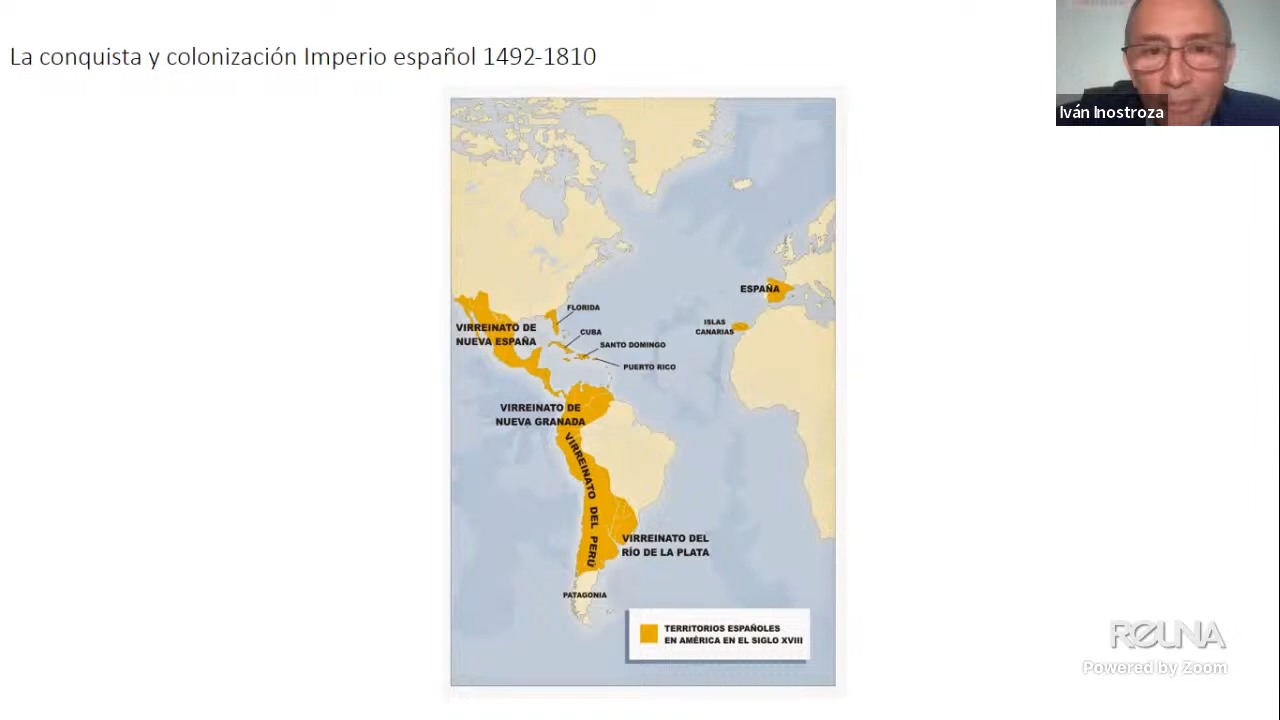 La conquista y colonización Imperio español 1492-1810
Iván Inostroza
ESPAÑA
FLORIDA
ISLAS
CANARIAS
VIRREINATO DE
NUEVA ESPAÑA
CUBA
SANTO DOMINGO
PUERTO RICO
VIRREINATO DE
NUEVA GRANADA
VIRREINATO DEL PERÚ
VIRREINATO DEL
RÍO DE LA PLATA
PATAGONIA
TERRITORIOS ESPAÑOLES
EN AMÉRICA EN EL SIGLO XVIII
REUNA
Powered by Zoom